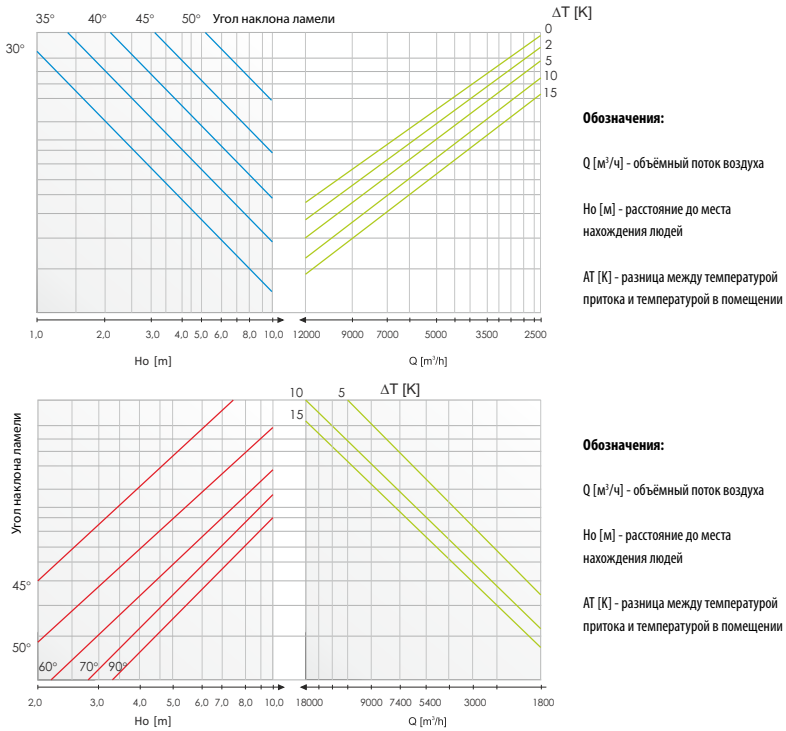 35° 40° 45° 50° Угол наклона ламели
ΔT [K]
30°
0
2
5
10
15
1,0 2,0 3,0 4,0 5,0 6,0 8,0 10,0
Ho [m]
12000 9000 7000 5000 3500 2500
Q [m³/h]
Обозначения:
Q [м³/ч] - объёмный поток воздуха
Ho [м] - расстояние до места
нахождения людей
AT [K] - разница между температурой
притока и температурой в помещении
Угол наклона ламели
45°
50°
60° 70° 90°
2,0 3,0 4,0 5,0 6,0 7,0 8,0 10,0
Ho [m]
10 5 ΔT [K]
15
18000 9000 7400 5400 3000 1800
Q [m³/h]
Обозначения:
Q [м³/ч] - объёмный поток воздуха
Ho [м] - расстояние до места
нахождения людей
AT [K] - разница между температурой
притока и температурой в помещении